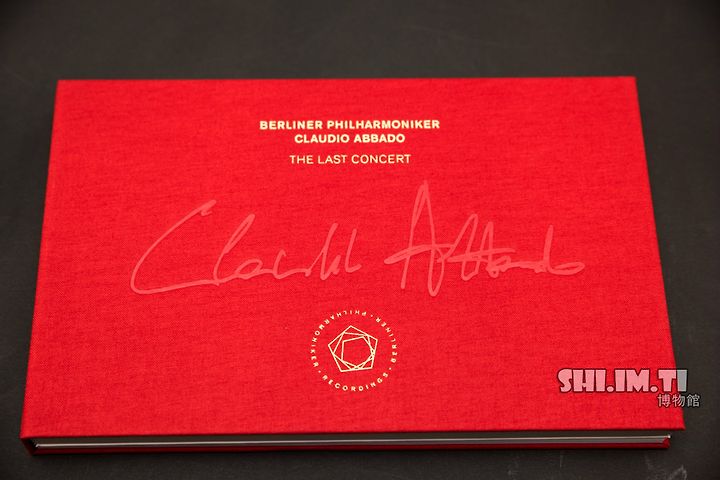 BERLINER PHILHARMONIKER
CLAUDIO ABBADO
THE LAST CONCERT
Claudio Abbado
BERLINER · PHILHARMONIKER · RECORDINGS ·
SHI.IM.TI
博物館